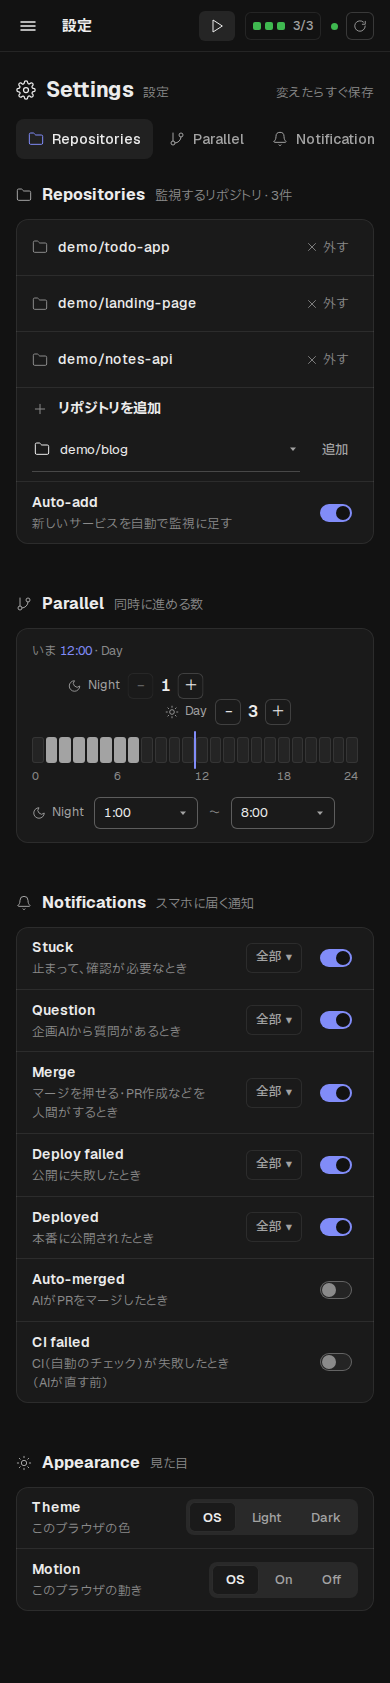 設定
3/3
Settings 設定 変えたらすぐ保存
Repositories Parallel Notification
Repositories 監視するリポジトリ · 3件
demo/todo-app × 外す
demo/landing-page × 外す
demo/notes-api × 外す
+ リポジトリを追加
demo/blog ▾ 追加
Auto-add
新しいサービスを自動で監視に足す
Parallel 同時に進める数
いま 12:00 · Day
Night − 1 +
Day − 3 +
0 6 12 18 24
Night 1:00 ▾ ～ 8:00 ▾
Notifications スマホに届く通知
Stuck
止まって、確認が必要なとき
全部 ▾
Question
企画AIから質問があるとき
全部 ▾
Merge
マージを押せる・PR作成などを
人間がするとき
全部 ▾
Deploy failed
公開に失敗したとき
全部 ▾
Deployed
本番に公開されたとき
全部 ▾
Auto-merged
AIがPRをマージしたとき
CI failed
CI（自動のチェック）が失敗したとき
（AIが直す前）
Appearance 見た目
Theme
このブラウザの色
OS Light Dark
Motion
このブラウザの動き
OS On Off